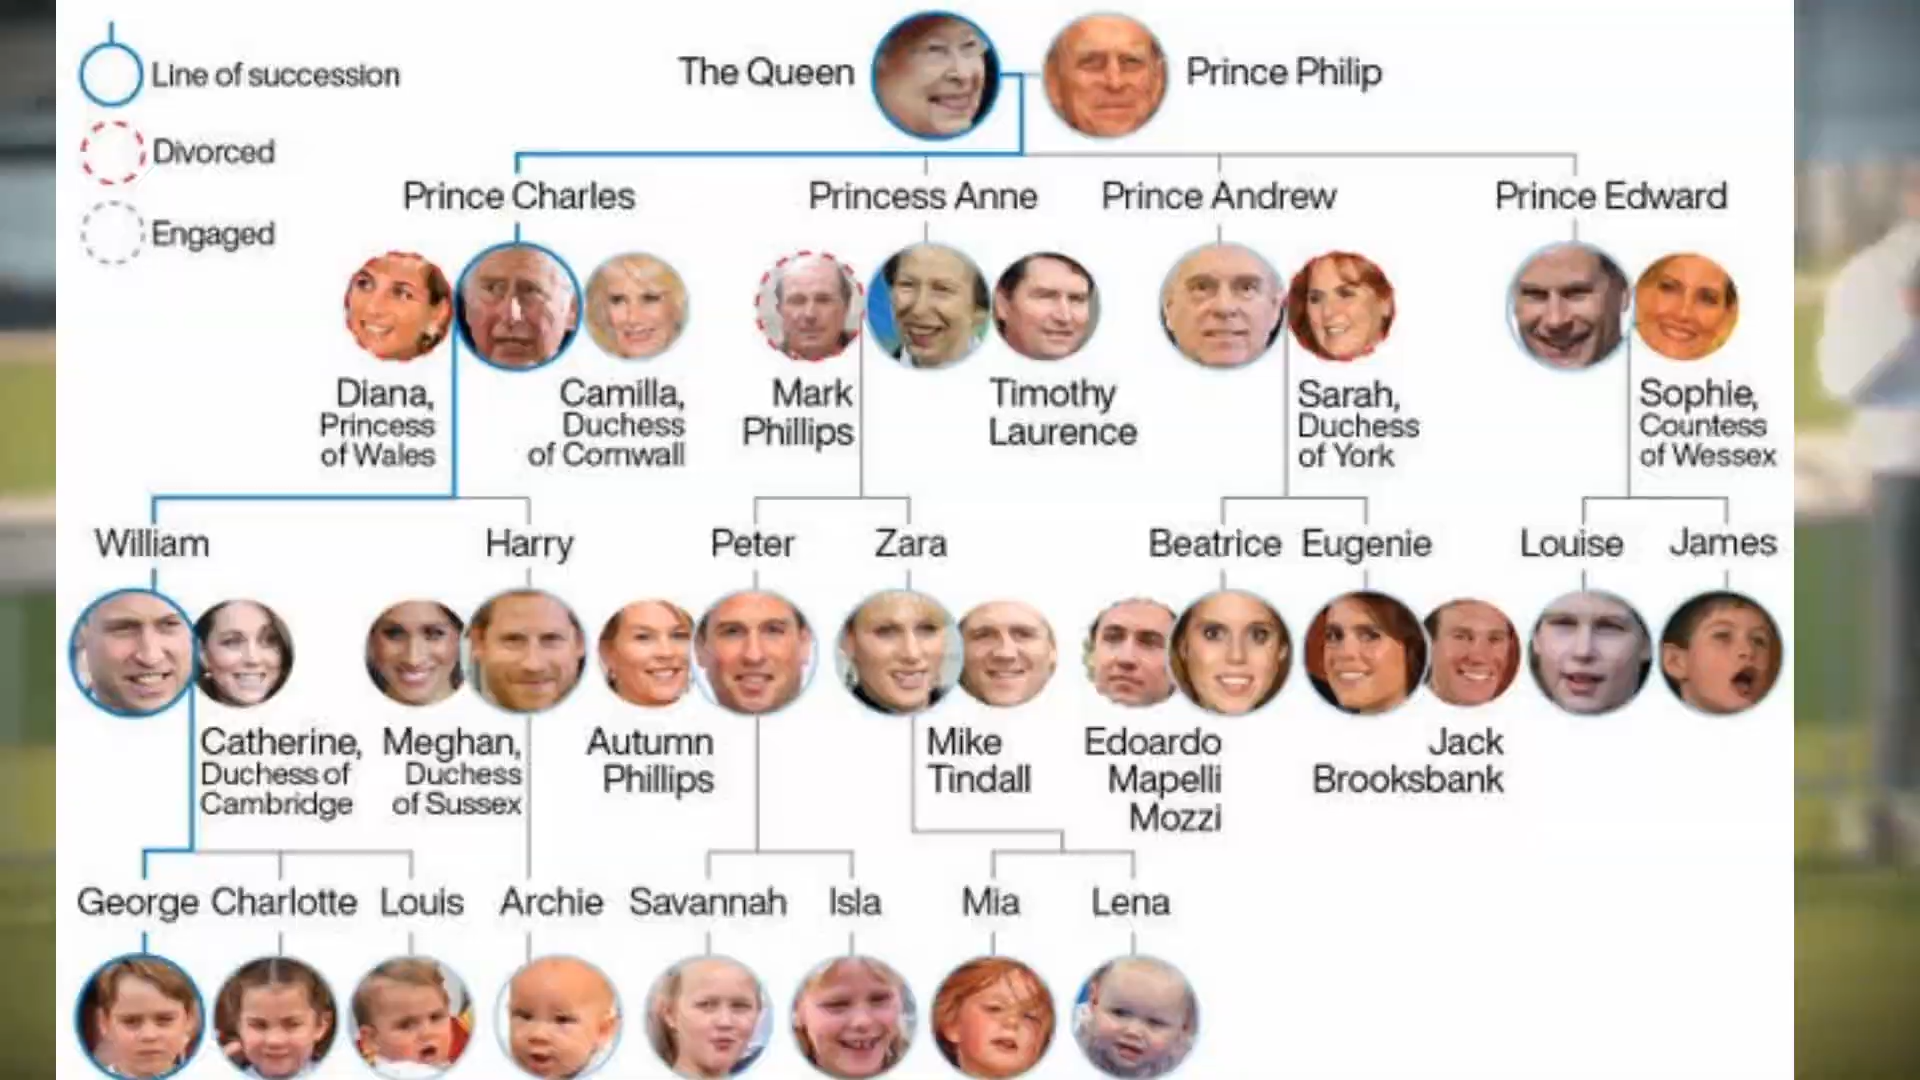 Line of succession
Divorced
Engaged
The Queen
Prince Philip
Prince Charles
Princess Anne
Prince Andrew
Prince Edward
Diana,
Princess
of Wales
Camilla,
Duchess
of Cornwall
Mark
Phillips
Timothy
Laurence
Sarah,
Duchess
of York
Sophie,
Countess
of Wessex
William
Harry
Peter
Zara
Beatrice
Eugenie
Louise
James
Catherine,
Duchess of
Cambridge
Meghan,
Duchess
of Sussex
Autumn
Phillips
Mike
Tindall
Edoardo
Mapelli
Mozzi
Jack
Brooksbank
George
Charlotte
Louis
Archie
Savannah
Isla
Mia
Lena